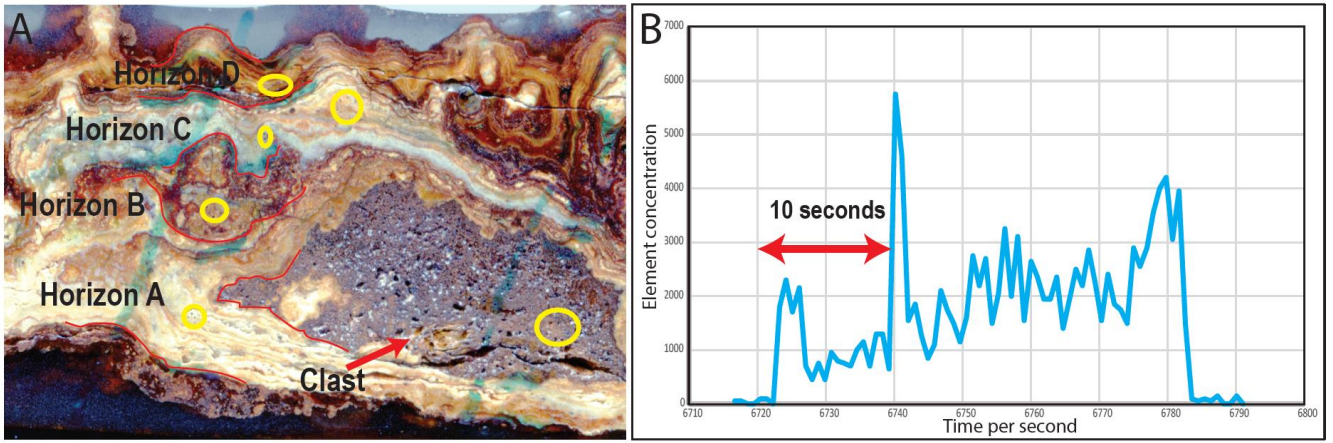 A
Horizon D
Horizon C
Horizon B
Horizon A
Clast
B
Element concentration
7000
6000
5000
4000
3000
2000
1000
0
10 seconds
6710 6720 6730 6740 6750 6760 6770 6780 6790 6800
Time per second